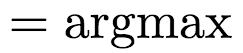 = argmax